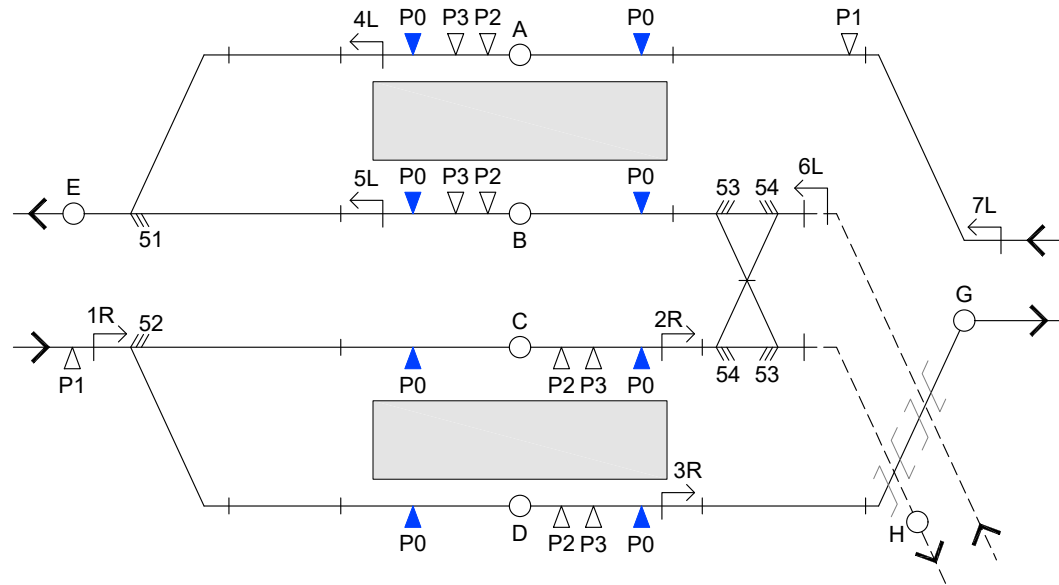 4L P0 P3 P2 A P0 P1
E 51 5L P0 P3 P2 B P0 53 54 6L 7L
G
P1 1R 52 P0 C P2 P3 P0 2R 54 53
3R
P0 D P2 P3 P0 H